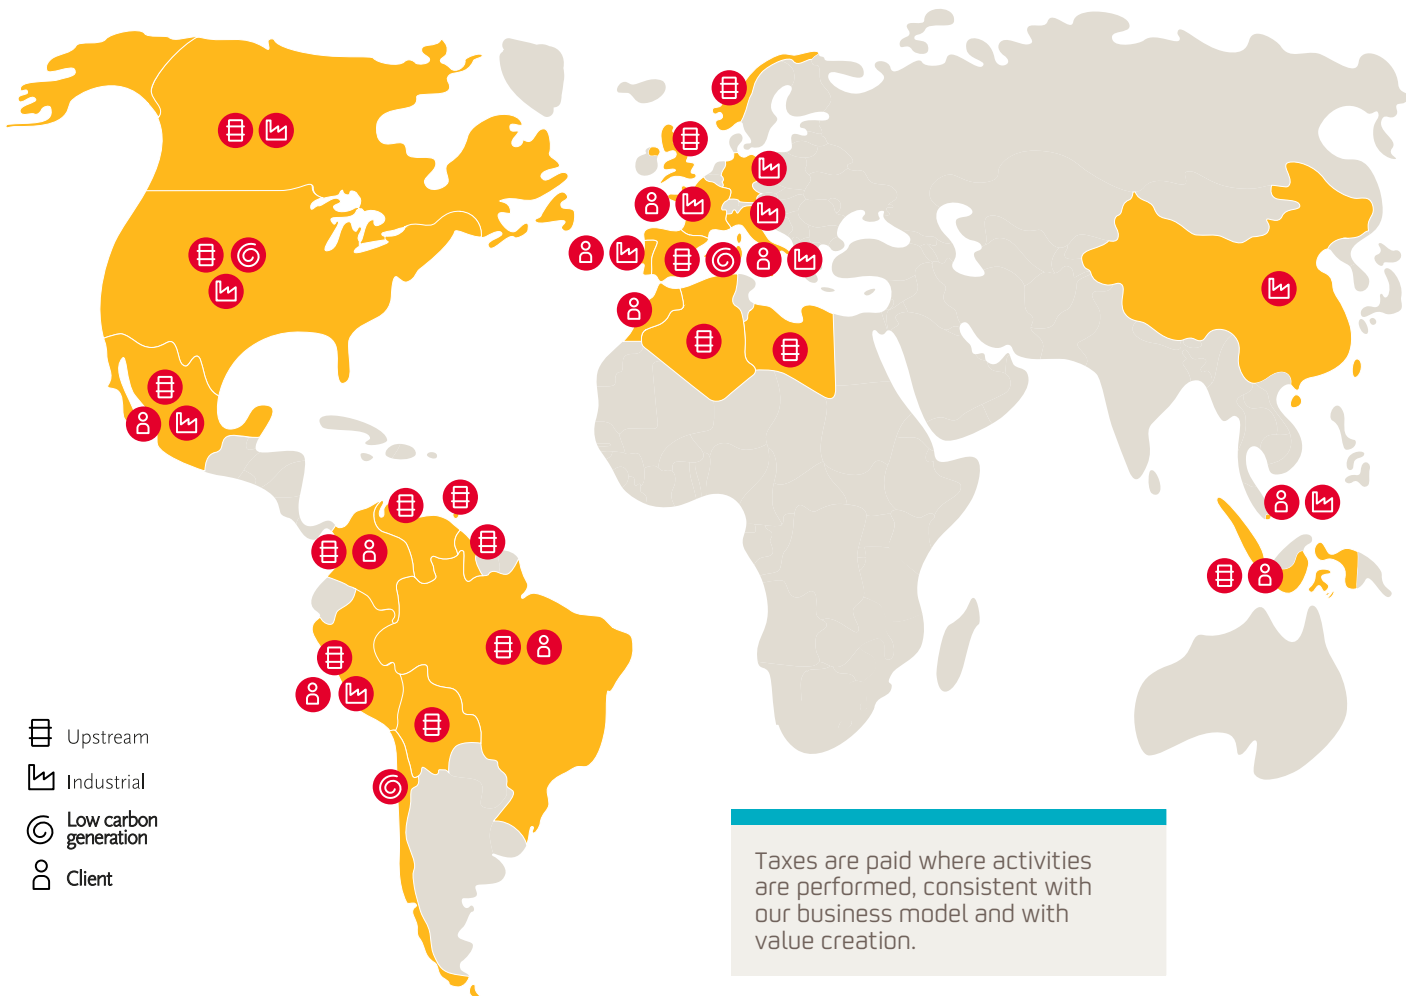 Upstream
Industrial
Low carbon
generation
Client
Taxes are paid where activities
are performed, consistent with
our business model and with
value creation.